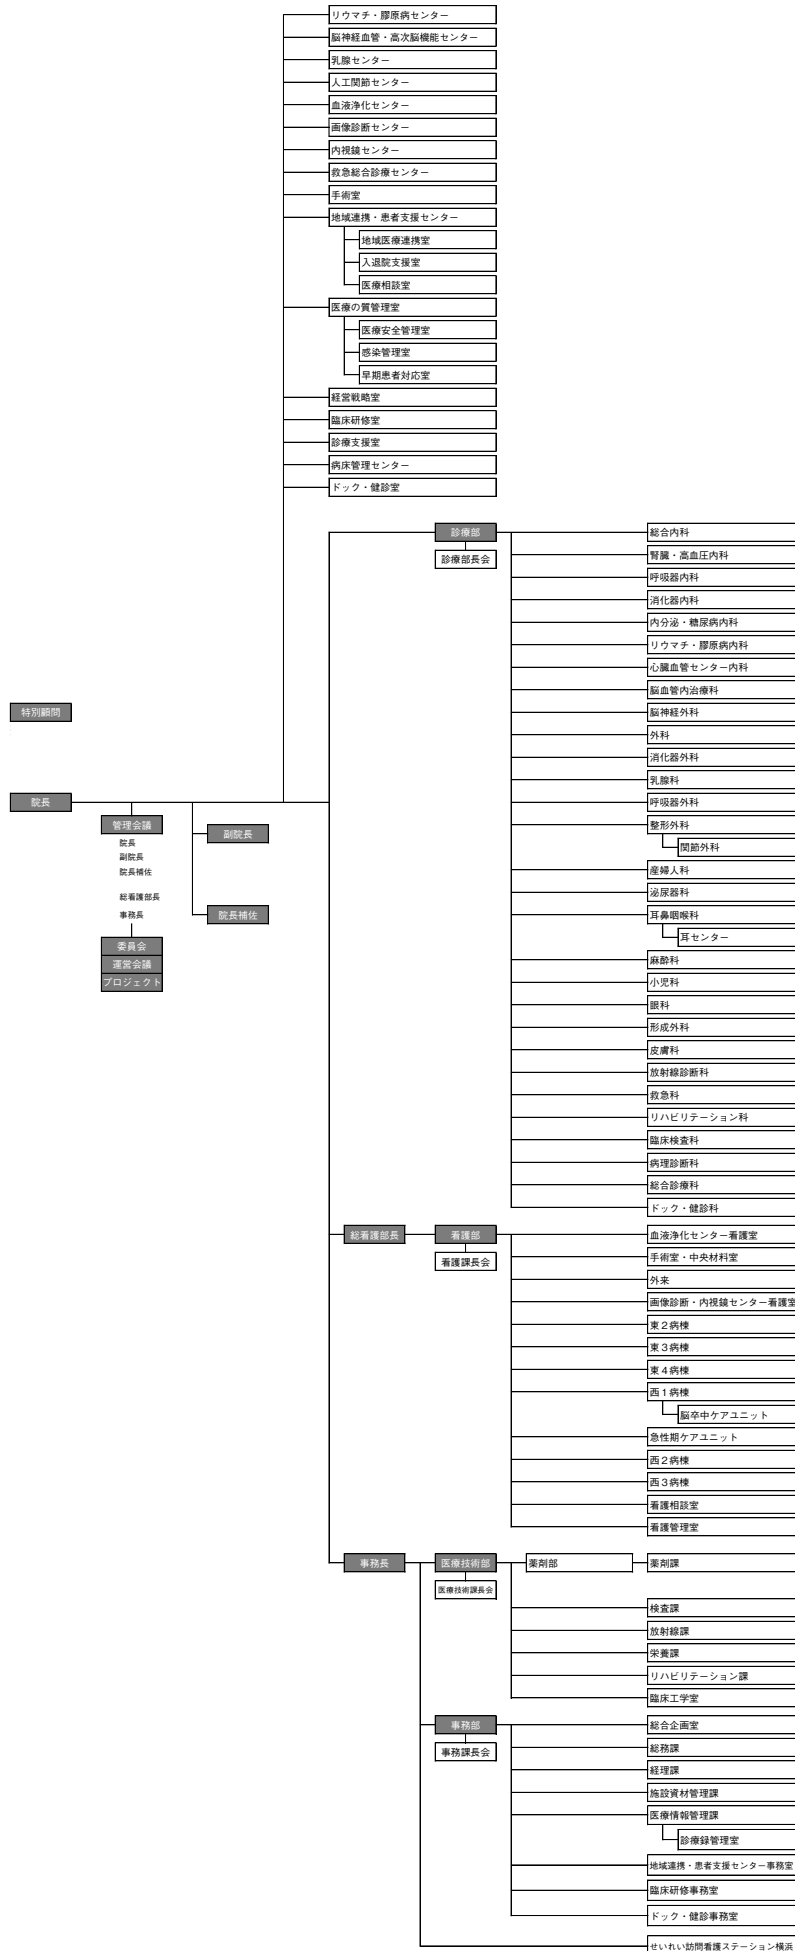 リウマチ・膠原病センター
脳神経血管・高次脳機能センター
乳腺センター
人工関節センター
血液浄化センター
画像診断センター
内視鏡センター
救急総合診療センター
手術室
地域連携・患者支援センター
地域医療連携室
入退院支援室
医療相談室
医療の質管理室
医療安全管理室
感染管理室
早期患者対応室
経営戦略室
臨床研修室
診療支援室
病床管理センター
ドック・健診室
特別顧問
院長
管理会議
院長
副院長
院長補佐
総看護部長
事務長
委員会
運営会議
プロジェクト
副院長
院長補佐
診療部
診療部長会
総合内科
腎臓・高血圧内科
呼吸器内科
消化器内科
内分泌・糖尿病内科
リウマチ・膠原病内科
心臓血管センター内科
脳血管内治療科
脳神経外科
外科
消化器外科
乳腺科
呼吸器外科
整形外科
関節外科
産婦人科
泌尿器科
耳鼻咽喉科
耳センター
麻酔科
小児科
眼科
形成外科
皮膚科
放射線診断科
救急科
リハビリテーション科
臨床検査科
病理診断科
総合診療科
ドック・健診科
総看護部長
看護部
看護課長会
血液浄化センター看護室
手術室・中央材料室
外来
画像診断・内視鏡センター看護室
東２病棟
東３病棟
東４病棟
西１病棟
脳卒中ケアユニット
急性期ケアユニット
西２病棟
西３病棟
看護相談室
看護管理室
事務長
医療技術部
医療技術課長会
薬剤部
薬剤課
検査課
放射線課
栄養課
リハビリテーション課
臨床工学室
事務部
事務課長会
総合企画室
総務課
経理課
施設資材管理課
医療情報管理課
診療録管理室
地域連携・患者支援センター事務室
臨床研修事務室
ドック・健診事務室
せいれい訪問看護ステーション横浜